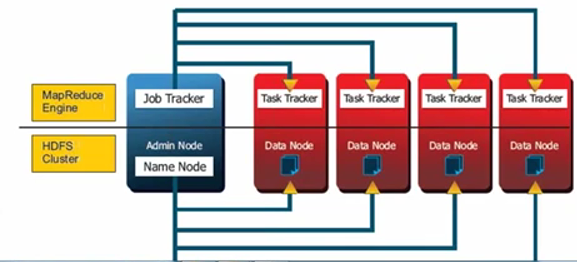 MapReduce
Engine
Job Tracker
Task Tracker
Task Tracker
Task Tracker
Task Tracker
HDFS
Cluster
Admin Node
Name Node
Data Node
Data Node
Data Node
Data Node